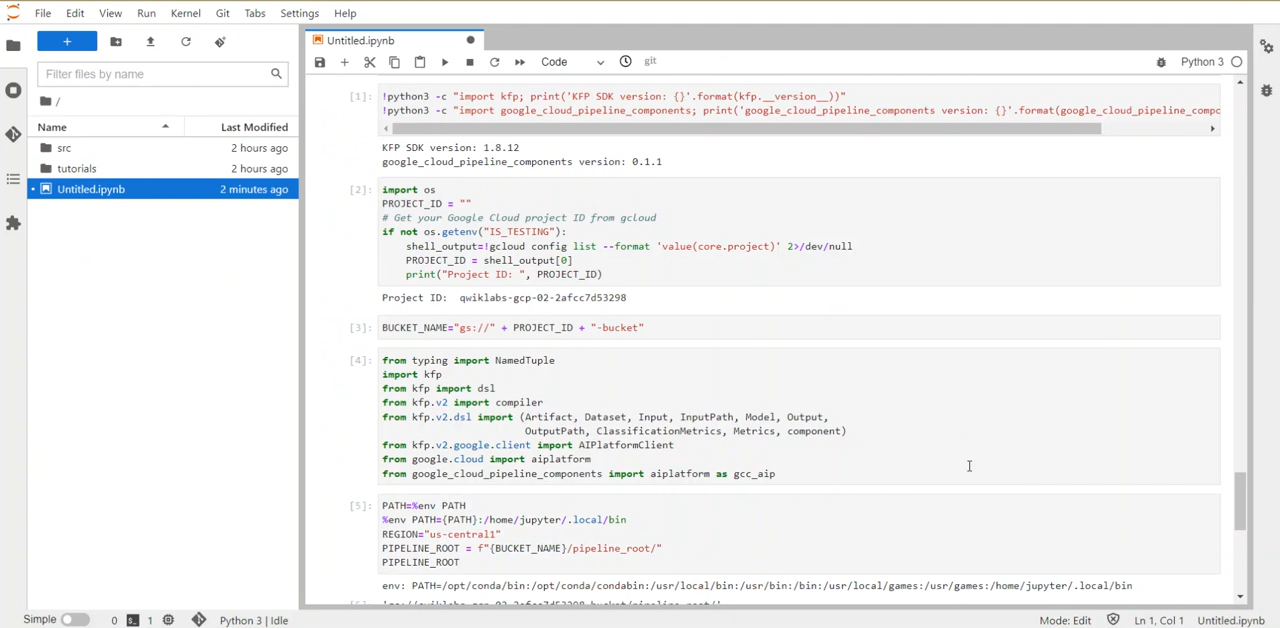 File Edit View Run Kernel Git Tabs Settings Help
+
Filter files by name
/
Name Last Modified
src 2 hours ago
tutorials 2 hours ago
Untitled.ipynb 2 minutes ago
Untitled.ipynb
Code git Python 3
[1]: !python3 -c "import kfp; print('KFP SDK version: {}'.format(kfp.__version__))"
!python3 -c "import google_cloud_pipeline_components; print('google_cloud_pipeline_components version: {}'.format(google_cloud_pipeline_compc
KFP SDK version: 1.8.12
google_cloud_pipeline_components version: 0.1.1
[2]: import os
PROJECT_ID = ""
# Get your Google Cloud project ID from gcloud
if not os.getenv("IS_TESTING"):
shell_output=!gcloud config list --format 'value(core.project)' 2>/dev/null
PROJECT_ID = shell_output[0]
print("Project ID: ", PROJECT_ID)
Project ID:  qwiklabs-gcp-02-2afcc7d53298
[3]: BUCKET_NAME="gs://" + PROJECT_ID + "-bucket"
[4]: from typing import NamedTuple
import kfp
from kfp import dsl
from kfp.v2 import compiler
from kfp.v2.dsl import (Artifact, Dataset, Input, InputPath, Model, Output,
OutputPath, ClassificationMetrics, Metrics, component)
from kfp.v2.google.client import AIPlatformClient
from google.cloud import aiplatform
from google_cloud_pipeline_components import aiplatform as gcc_aip
[5]: PATH=%env PATH
%env PATH={PATH}:/home/jupyter/.local/bin
REGION="us-central1"
PIPELINE_ROOT = f"{BUCKET_NAME}/pipeline_root/"
PIPELINE_ROOT
env: PATH=/opt/conda/bin:/opt/conda/condabin:/usr/local/bin:/usr/bin:/bin:/usr/local/games:/usr/games:/home/jupyter/.local/bin
Simple 0 1 Python 3 | Idle Mode: Edit Ln 1, Col 1 Untitled.ipynb